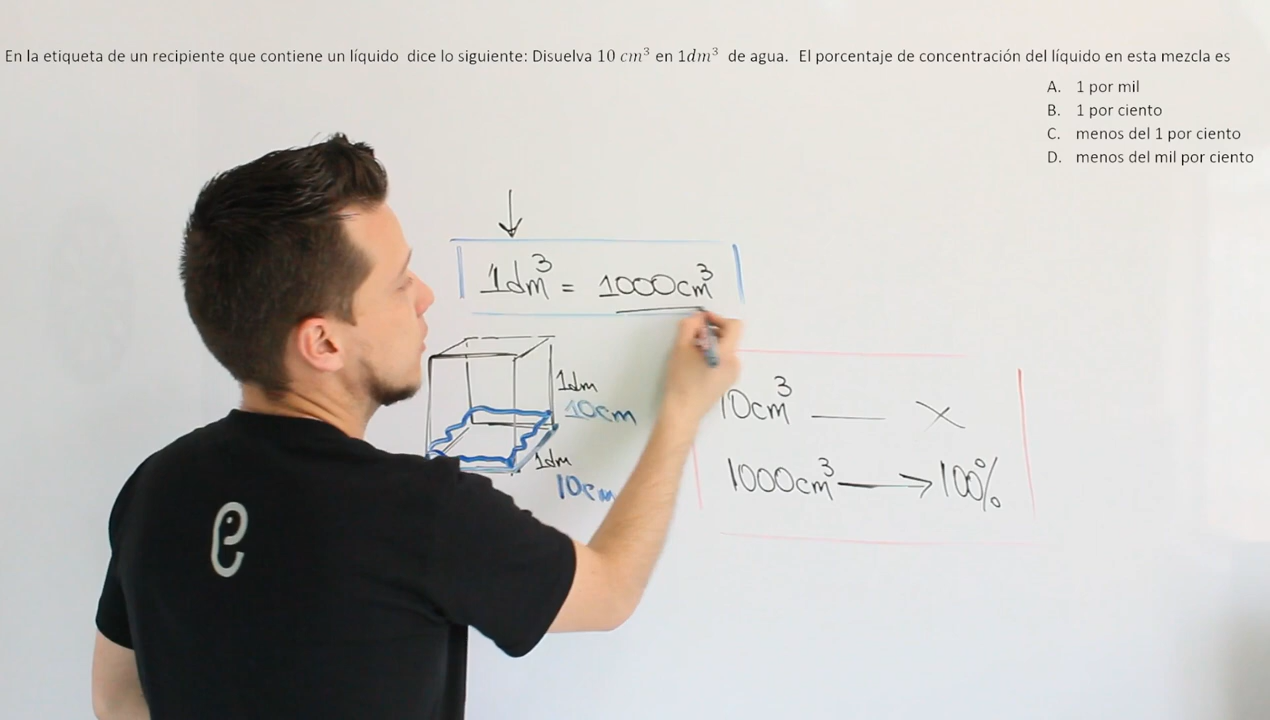 En la etiqueta de un recipiente que contiene un líquido dice lo siguiente: Disuelva 10 cm³ en 1dm³ de agua. El porcentaje de concentración del líquido en esta mezcla es
A. 1 por mil
B. 1 por ciento
C. menos del 1 por ciento
D. menos del mil por ciento
1dm³ = 1000cm³
1dm
10cm
1dm
10cm
10cm³ — X
1000cm³ → 100%
e